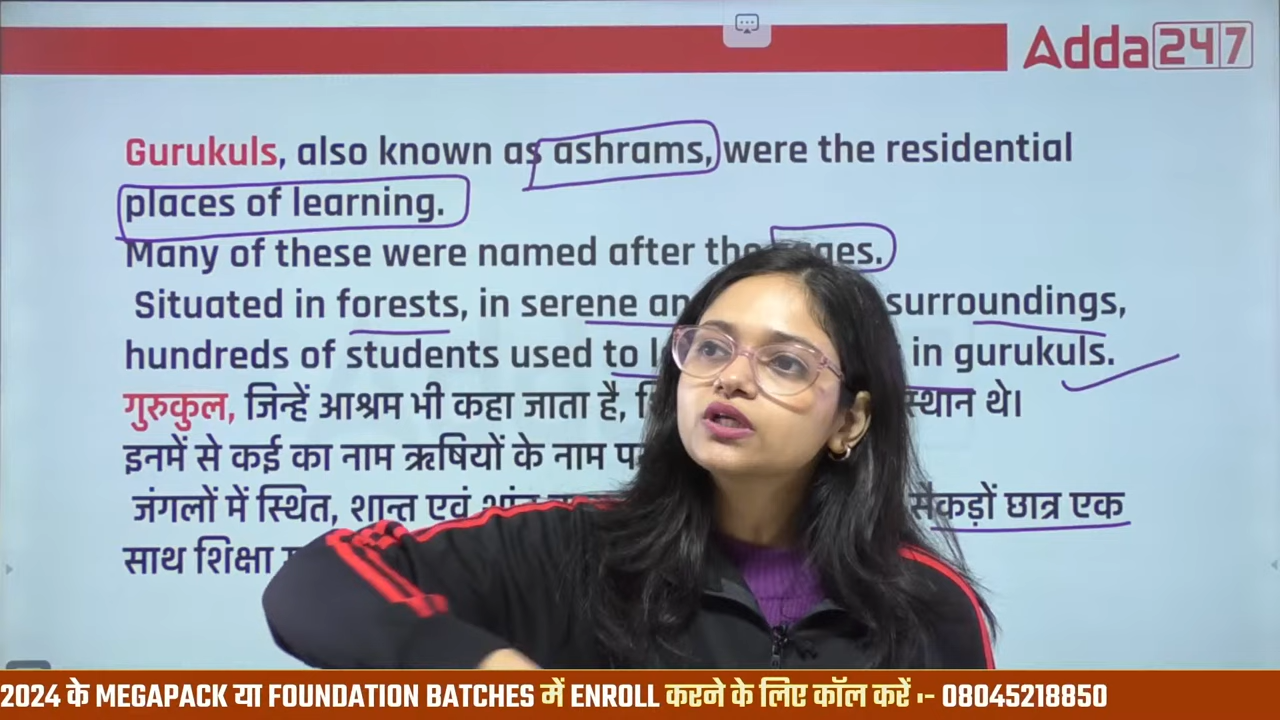 Adda 247
Gurukuls, also known as ashrams, were the residential
places of learning.
Many of these were named after the
Situated in forests, in serene surroundings,
hundreds of students used to in gurukuls.
गुरुकुल, जिन्हें आश्रम भी कहा जाता है, स्थान थे।
इनमें से कई का नाम ऋषियों के नाम
जंगलों में स्थित, शान्त एवं सैकड़ों छात्र एक
साथ शिक्षा
2024 के MEGAPACK या FOUNDATION BATCHES में ENROLL करने के लिए कॉल करें :- 08045218850